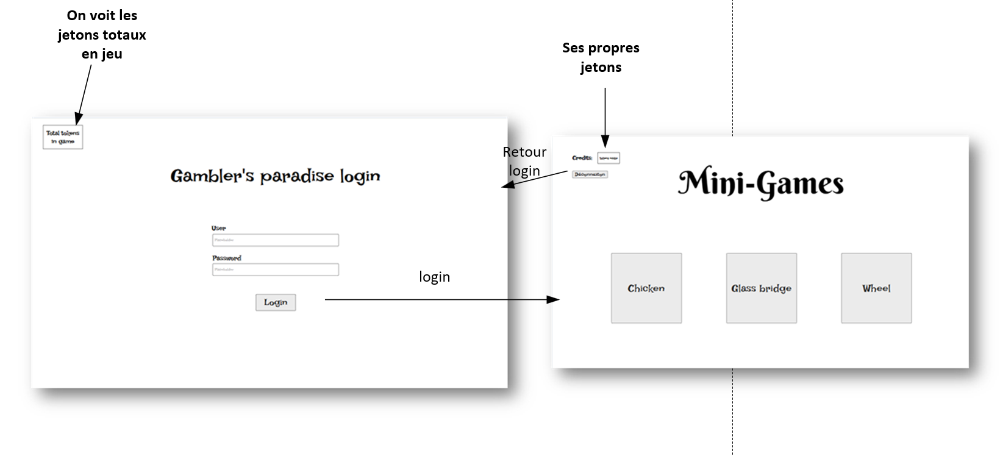 On voit les
jetons totaux
en jeu
Total tokens
in game
Gambler's paradise login
User
Password
Login
login
Retour
login
Ses propres
jetons
Credits:
Déconnexion
Mini-Games
Chicken
Glass bridge
Wheel